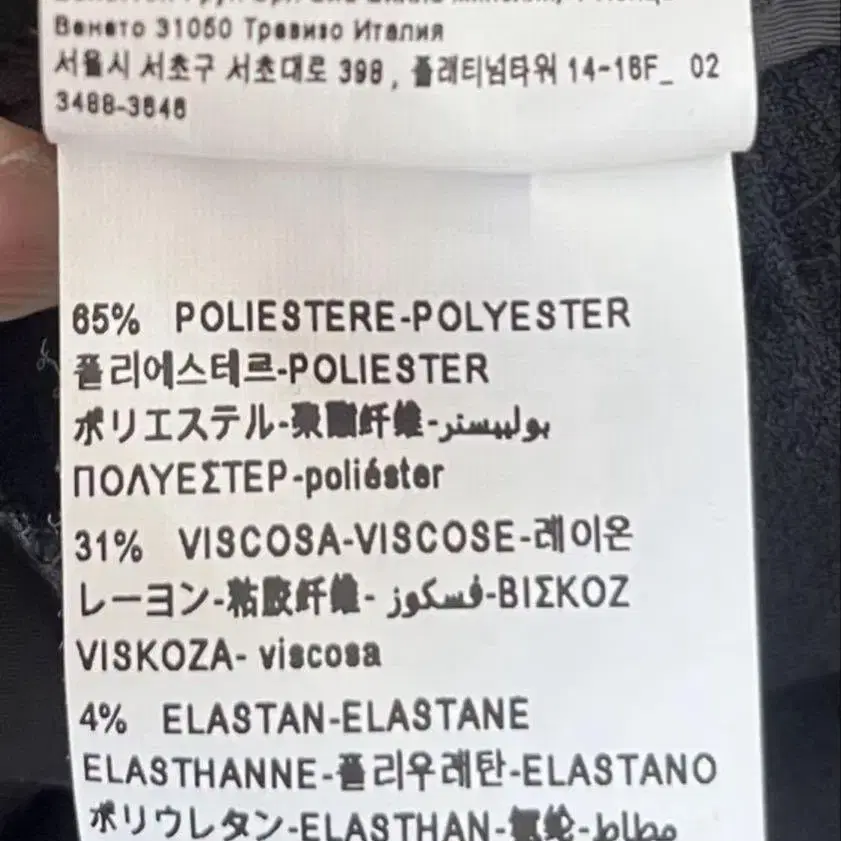 Венето 31050 Тревизо Италия
서울시 서초구 서초대로 398 , 플래티넘타워 14-16F_ 02
3488-3646
65% POLIESTERE-POLYESTER
폴리에스테르-POLIESTER
ポリエステル-聚酯纤维-بوليستر
ΠΟΛΥΕΣΤΕΡ-poliéster
31% VISCOSA-VISCOSE-레이온
レーヨン-粘胶纤维- فسكوز-ΒΙΣΚΟΖ
VISKOZA- viscosa
4% ELASTAN-ELASTANE
ELASTHANNE-폴리우레탄-ELASTANO
ポリウレタン-ELASTHAN-氨纶-مطاط